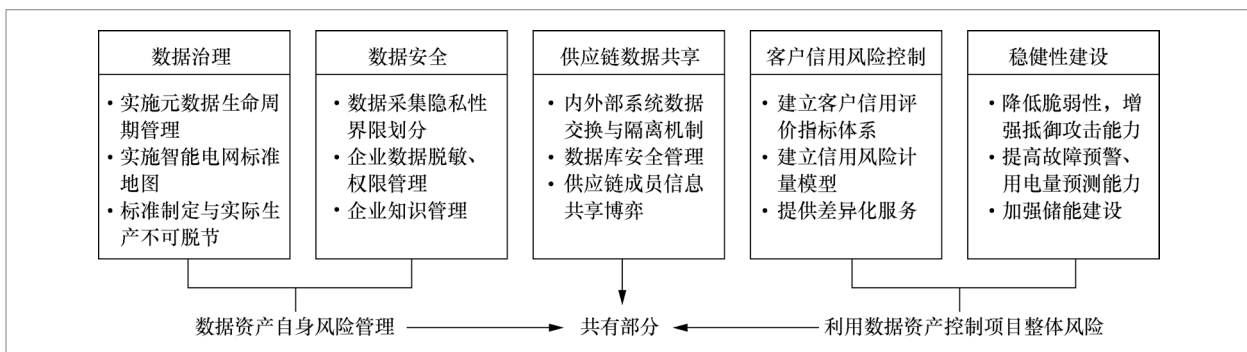 数据治理
• 实施元数据生命周
期管理
• 实施智能电网标准
地图
• 标准制定与实际生
产不可脱节
数据安全
• 数据采集隐私性
界限划分
• 企业数据脱敏、
权限管理
• 企业知识管理
供应链数据共享
• 内外部系统数据
交换与隔离机制
• 数据库安全管理
• 供应链成员信息
共享博弈
客户信用风险控制
• 建立客户信用评
价指标体系
• 建立信用风险计
量模型
• 提供差异化服务
稳健性建设
• 降低脆弱性，增
强抵御攻击能力
• 提高故障预警、
用电量预测能力
• 加强储能建设
数据资产自身风险管理
共有部分
利用数据资产控制项目整体风险